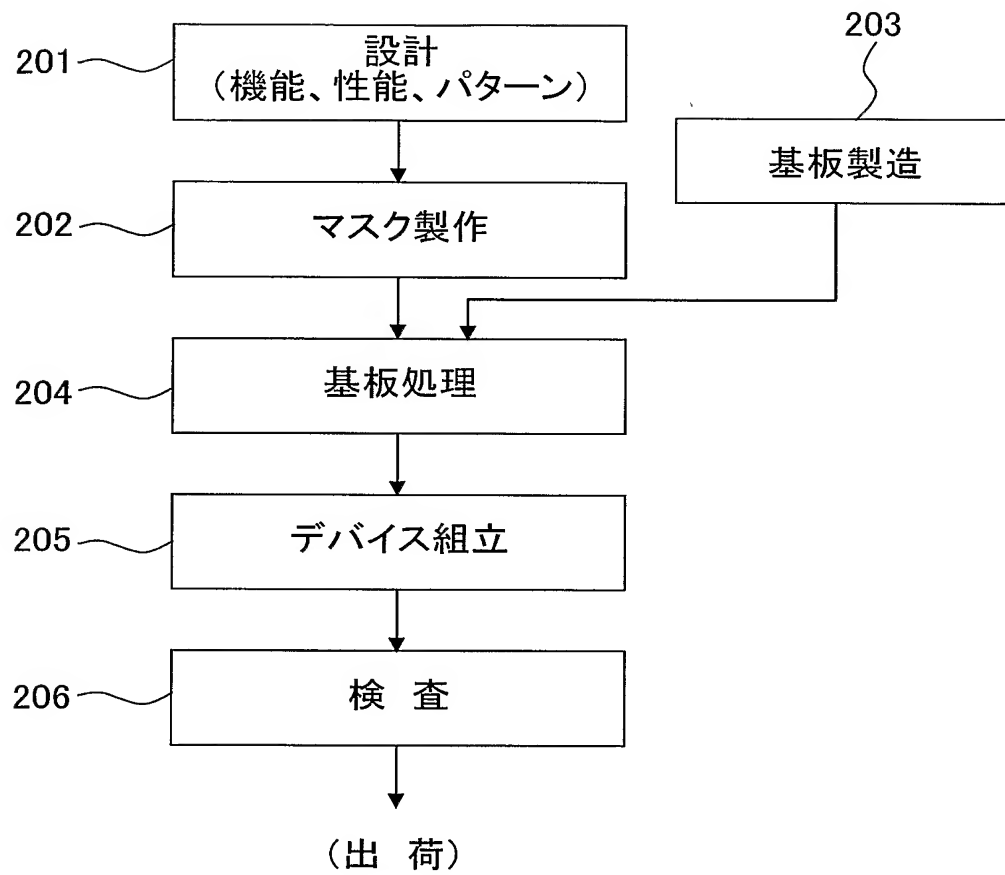 201
設計
(機能、性能、パターン)
203
基板製造
202
マスク製作
204
基板処理
205
デバイス組立
206
検 査
(出 荷)